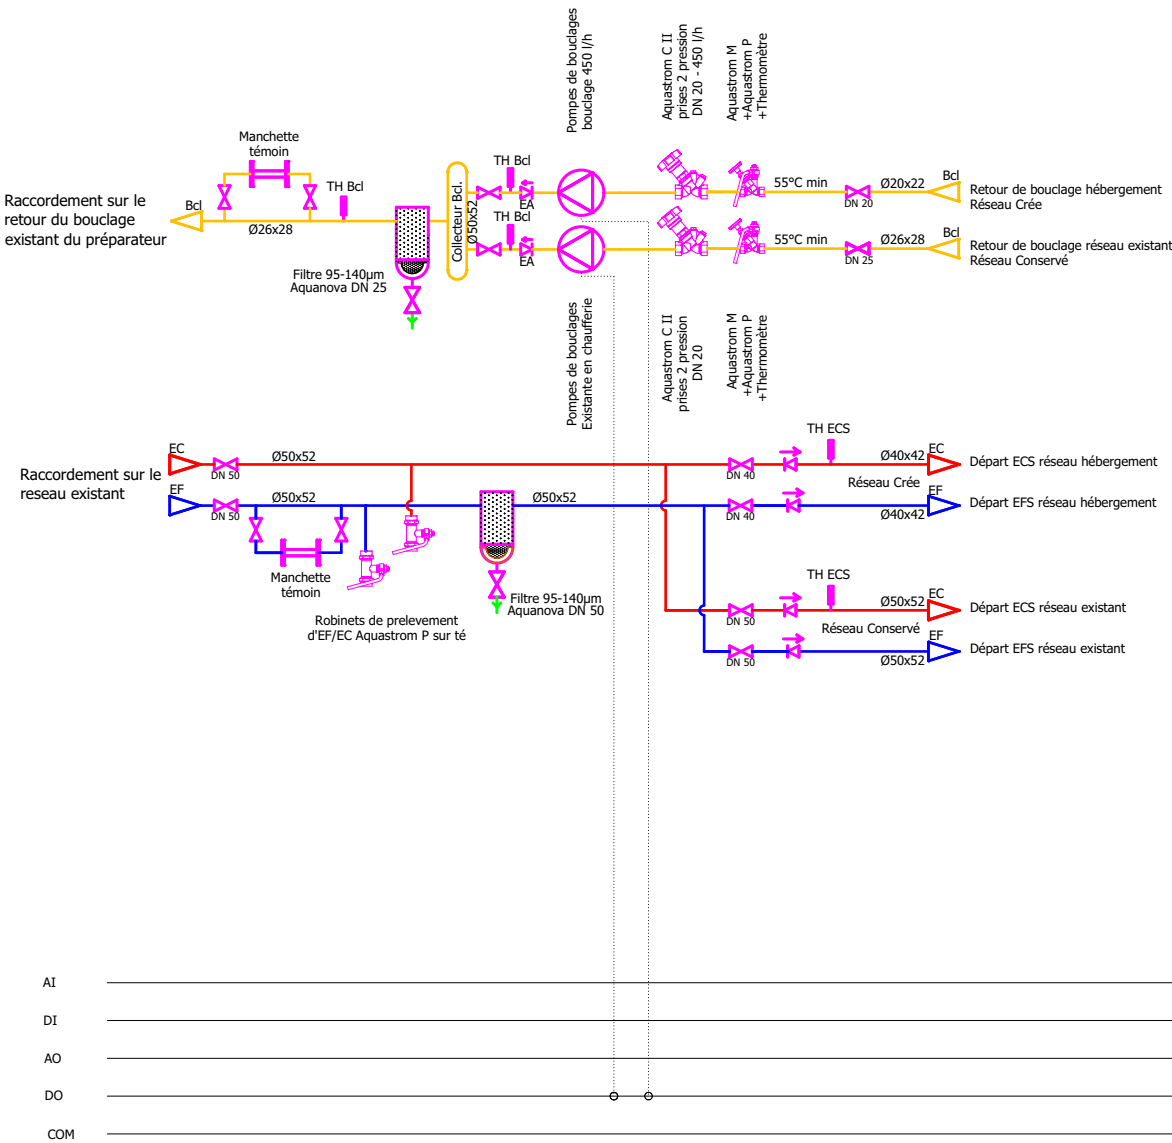 Pompes de bouclages
bouclage 450 l/h
Aquastrom C II
prises 2 pression
DN 20 - 450 l/h
Aquastrom M
+Aquastrom P
+Thermomètre
Manchette
témoin
TH Bcl
TH Bcl
55°C min
Ø20x22
Bcl
Retour de bouclage hébergement
Réseau Crée
Raccordement sur le
retour du bouclage
existant du préparateur
Bcl
Ø26x28
Collecteur Bcl.
Ø50x52
EA
DN 20
TH Bcl
55°C min
Ø26x28
Bcl
Retour de bouclage réseau existant
Réseau Conservé
EA
DN 25
Filtre 95-140µm
Aquanova DN 25
Pompes de bouclages
Existante en chaufferie
Aquastrom C II
prises 2 pression
DN 20
Aquastrom M
+Aquastrom P
+Thermomètre
Raccordement sur le
reseau existant
EC
DN 50
Ø50x52
TH ECS
DN 40
Ø40x42
EC
Départ ECS réseau hébergement
Réseau Crée
EF
DN 50
Ø50x52
Ø50x52
DN 40
EF
Ø40x42
Départ EFS réseau hébergement
Manchette
témoin
Filtre 95-140µm
Aquanova DN 50
Robinets de prelevement
d'EF/EC Aquastrom P sur té
TH ECS
DN 50
Ø50x52
EC
Départ ECS réseau existant
Réseau Conservé
DN 50
EF
Ø50x52
Départ EFS réseau existant
AI
DI
AO
DO
COM